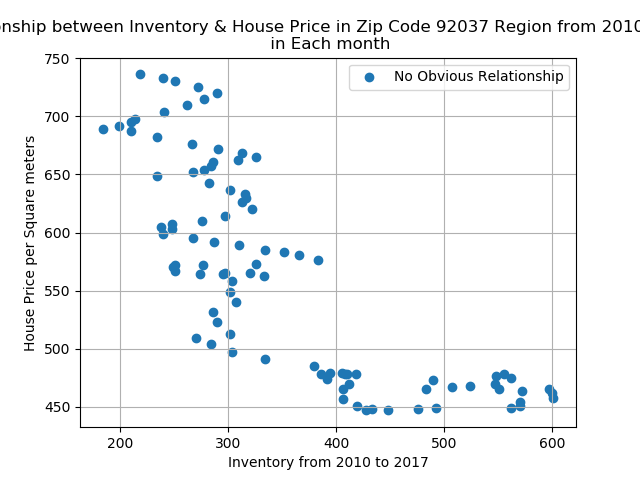 nship between Inventory & House Price in Zip Code 92037 Region from 2010
in Each month
No Obvious Relationship
750
700
650
600
550
500
450
House Price per Square meters
200 300 400 500 600
Inventory from 2010 to 2017